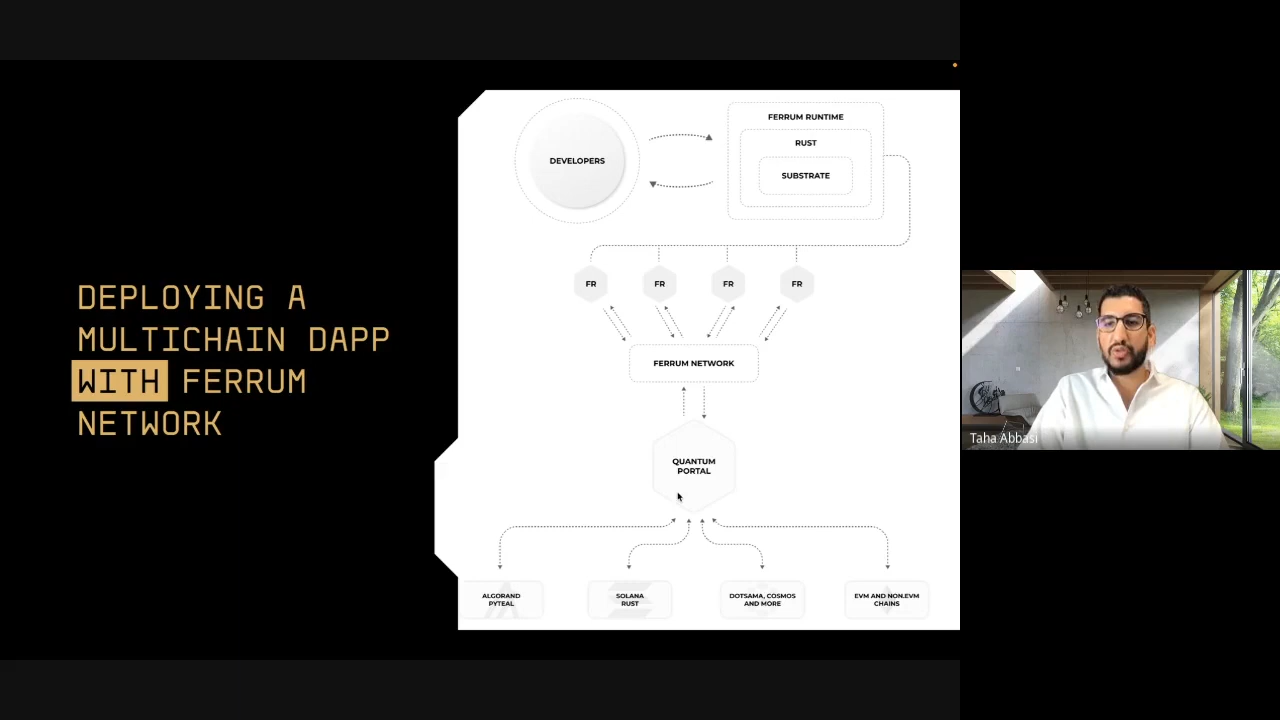 DEPLOYING A
MULTICHAIN DAPP
WITH FERRUM
NETWORK
DEVELOPERS
FERRUM RUNTIME
RUST
SUBSTRATE
FR
FR
FR
FR
FERRUM NETWORK
QUANTUM
PORTAL
ALGORAND
PYTEAL
SOLANA
RUST
DOTSAMA, COSMOS
AND MORE
EVM AND NON.EVM
CHAINS
Taha Abbasi